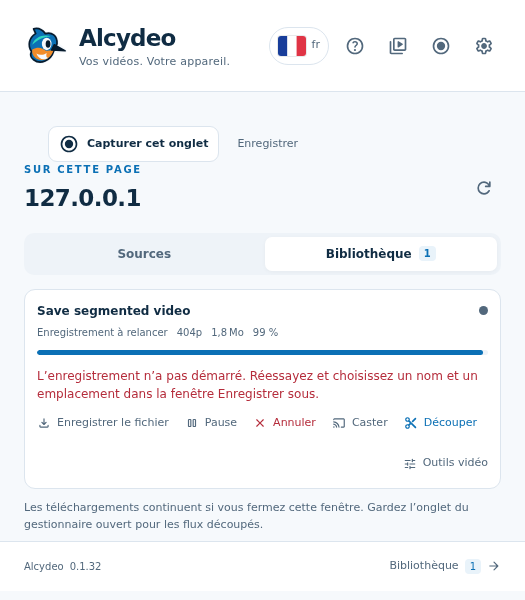 Alcydeo
Vos vidéos. Votre appareil.
fr
Capturer cet onglet
Enregistrer
SUR CETTE PAGE
127.0.0.1
Sources
Bibliothèque 1
Save segmented video
Enregistrement à relancer 404p 1,8 Mo 99 %
L’enregistrement n’a pas démarré. Réessayez et choisissez un nom et un
emplacement dans la fenêtre Enregistrer sous.
Enregistrer le fichier Pause Annuler Caster Découper
Outils vidéo
Les téléchargements continuent si vous fermez cette fenêtre. Gardez l’onglet du
gestionnaire ouvert pour les flux découpés.
Alcydeo 0.1.32
Bibliothèque 1